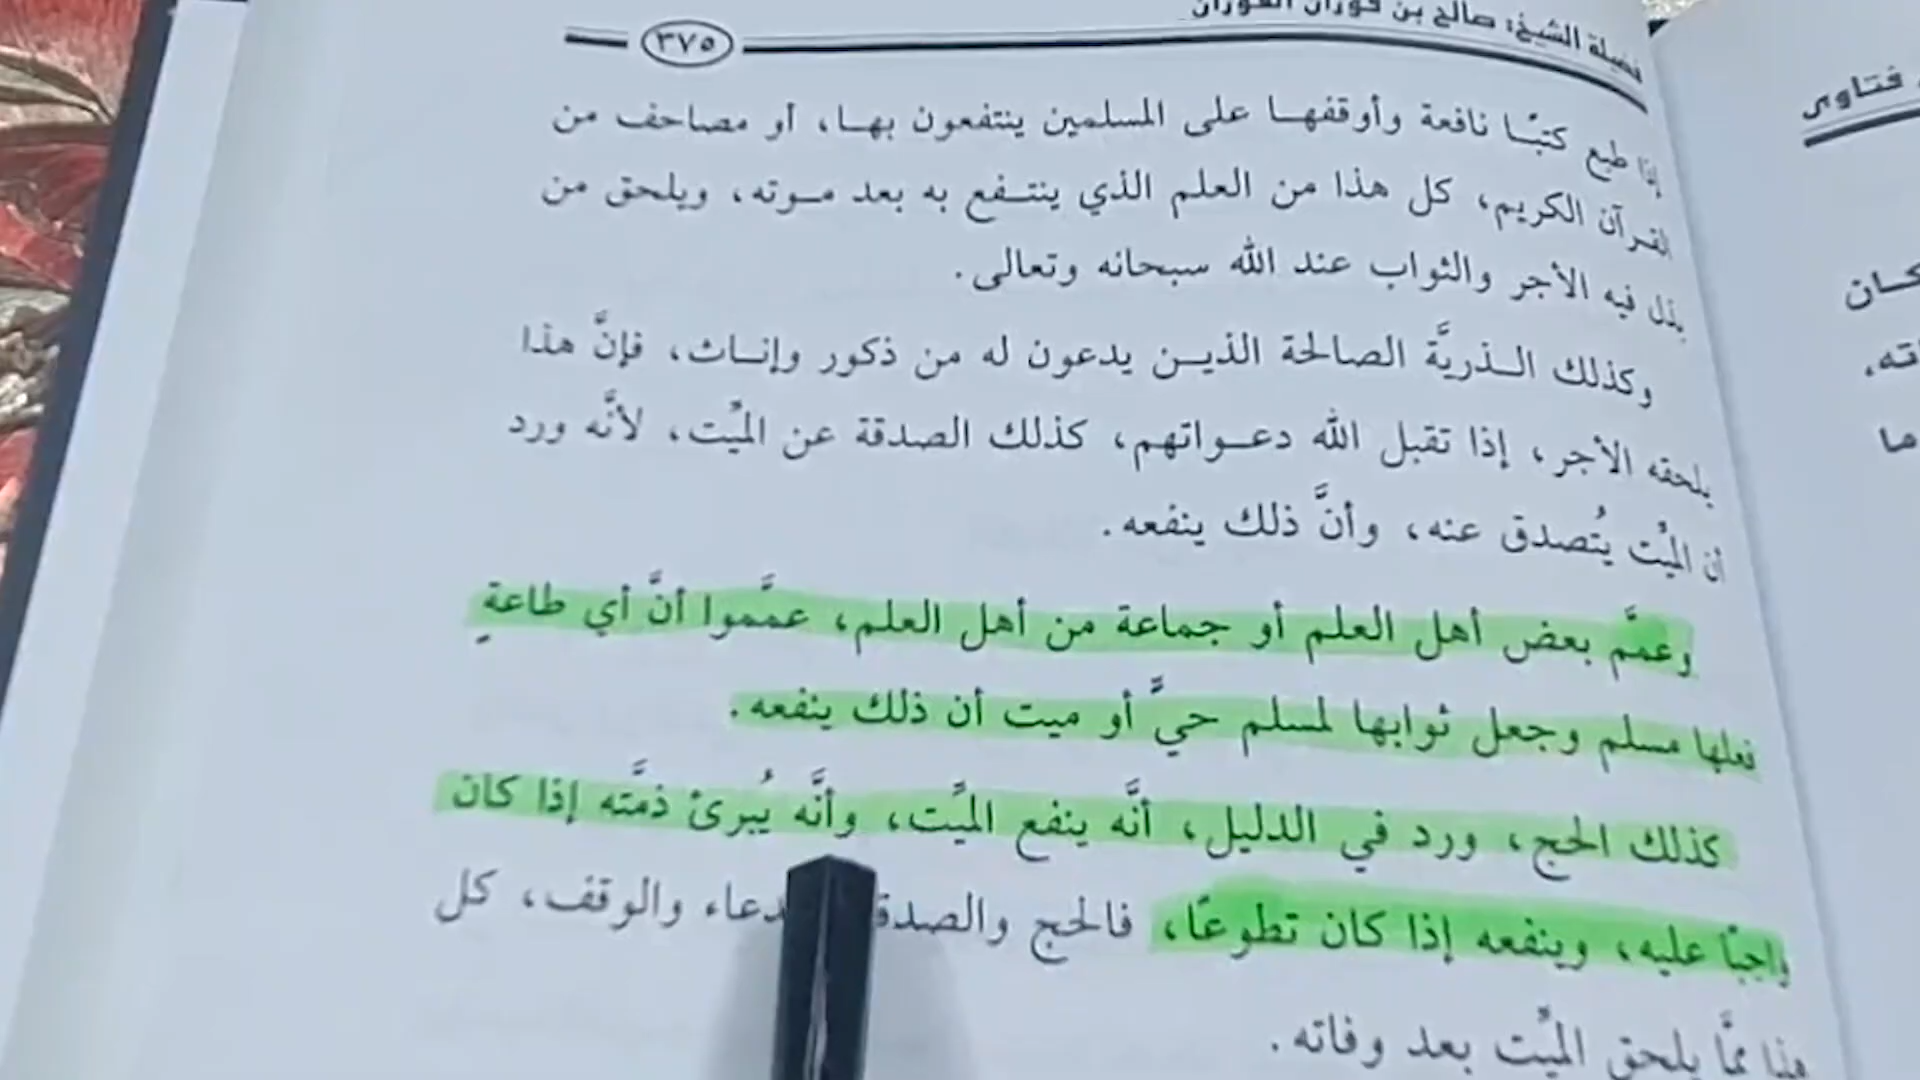 فضيلة الشيخ: صالح بن فوزان الفوزان
٣٧٥
إذا طبع كتبًا نافعة وأوقفها على المسلمين ينتفعون بها، أو مصاحف من
القرآن الكريم، كل هذا من العلم الذي ينتفع به بعد موته، ويلحق من
بذل فيه الأجر والثواب عند الله سبحانه وتعالى.
وكذلك الذريَّة الصالحة الذين يدعون له من ذكور وإناث، فإنَّ هذا
يلحقه الأجر، إذا تقبل الله دعواتهم، كذلك الصدقة عن الميِّت، لأنَّه ورد
أن الميِّت يُتصدق عنه، وأنَّ ذلك ينفعه.
وعمَّم بعض أهل العلم أو جماعة من أهل العلم، عمَّموا أنَّ أي طاعةٍ
فعلها مسلم وجعل ثوابها لمسلم حيٍّ أو ميت أن ذلك ينفعه.
كذلك الحج، ورد في الدليل، أنَّه ينفع الميِّت، وأنَّه يُبرئ ذمَّته إذا كان
واجبًا عليه، وينفعه إذا كان تطوعًا، فالحج والصدقة دعاء والوقف، كل
هذا ممَّا يلحق الميِّت بعد وفاته.
فتاوى
كان
ما